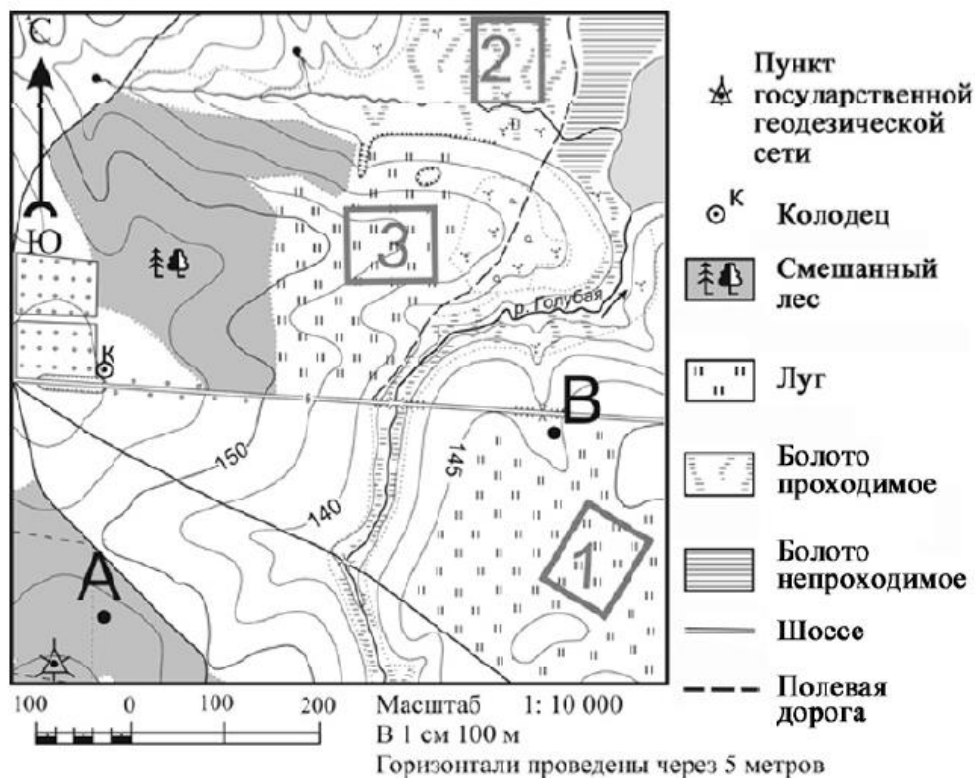 С
Ю
2
3
К
р. Голубая
В
150
145
140
1
А
Пункт
государственной
геодезической
сети
К
Колодец
Смешанный
лес
Луг
Болото
проходимое
Болото
непроходимое
Шоссе
Полевая
дорога
100 0 100 200
Масштаб 1: 10 000
В 1 см 100 м
Горизонтали проведены через 5 метров